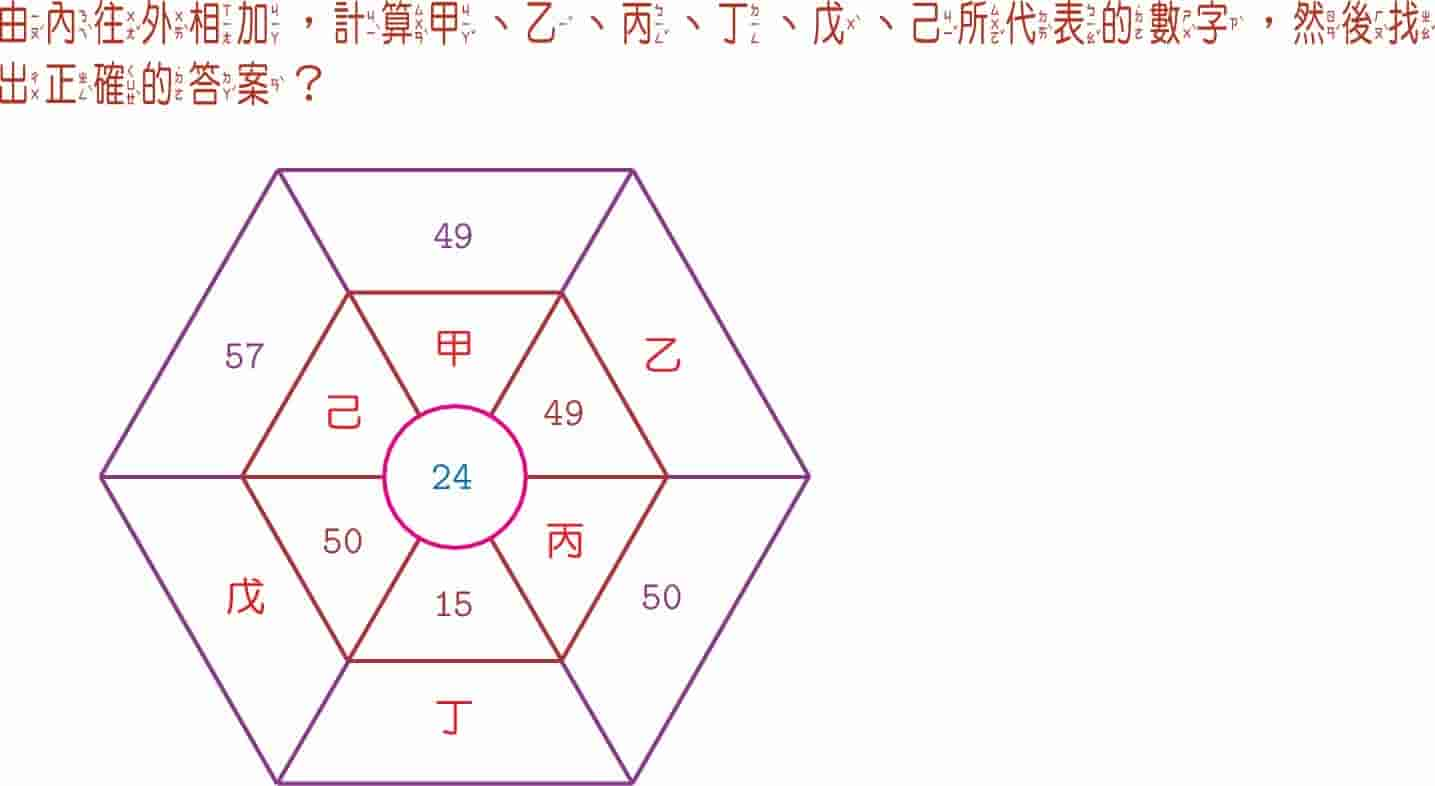 由內往外相加，計算甲、乙、丙、丁、戊、己所代表的數字，然後找
出正確的答案？
49
57
甲
乙
己
49
24
50
丙
戊
15
50
丁